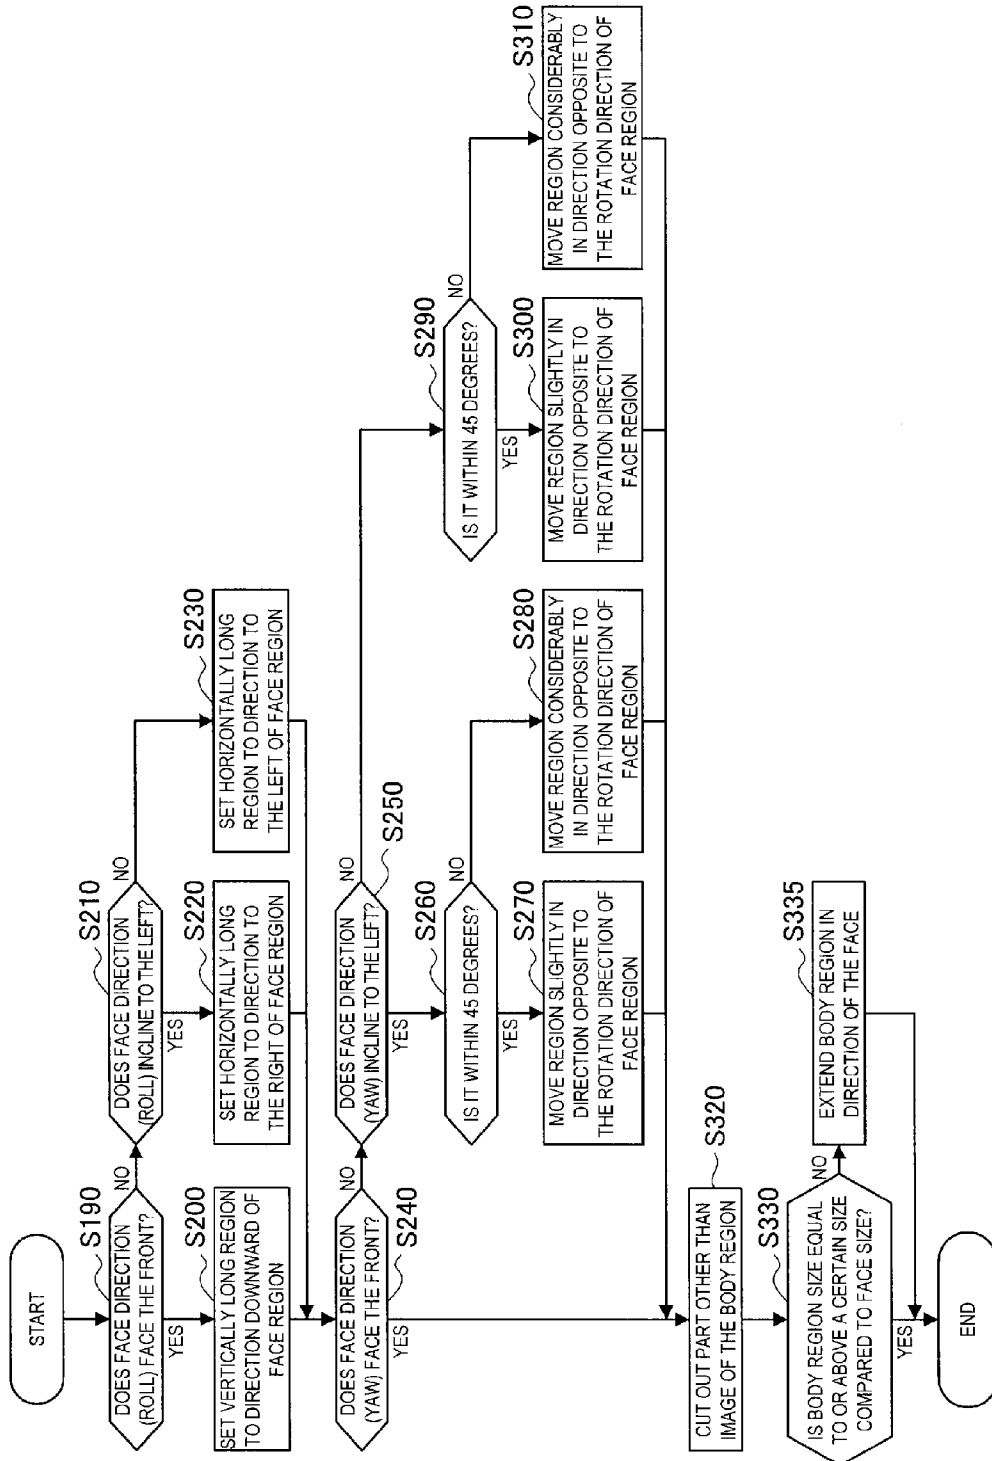 START
S190
DOES FACE DIRECTION
(ROLL) FACE THE FRONT?
NO
YES
S200
SET VERTICALLY LONG REGION
TO DIRECTION DOWNWARD OF
FACE REGION
S210
DOES FACE DIRECTION
(ROLL) INCLINE TO THE LEFT?
NO
YES
S220
SET HORIZONTALLY LONG
REGION TO DIRECTION TO
THE RIGHT OF FACE REGION
S230
SET HORIZONTALLY LONG
REGION TO DIRECTION TO
THE LEFT OF FACE REGION
DOES FACE DIRECTION
(YAW) FACE THE FRONT?
S240
NO
YES
DOES FACE DIRECTION
(YAW) INCLINE TO THE LEFT?
S250
NO
YES
S260
IS IT WITHIN 45 DEGREES?
NO
YES
S270
MOVE REGION SLIGHTLY IN
DIRECTION OPPOSITE TO
THE ROTATION DIRECTION OF
FACE REGION
S280
MOVE REGION CONSIDERABLY
IN DIRECTION OPPOSITE TO
THE ROTATION DIRECTION OF
FACE REGION
S290
IS IT WITHIN 45 DEGREES?
NO
YES
S300
MOVE REGION SLIGHTLY IN
DIRECTION OPPOSITE TO
THE ROTATION DIRECTION OF
FACE REGION
S310
MOVE REGION CONSIDERABLY
IN DIRECTION OPPOSITE TO
THE ROTATION DIRECTION OF
FACE REGION
S320
CUT OUT PART OTHER THAN
IMAGE OF THE BODY REGION
S330
IS BODY REGION SIZE EQUAL
TO OR ABOVE A CERTAIN SIZE
COMPARED TO FACE SIZE?
NO
YES
S335
EXTEND BODY REGION IN
DIRECTION OF THE FACE
END